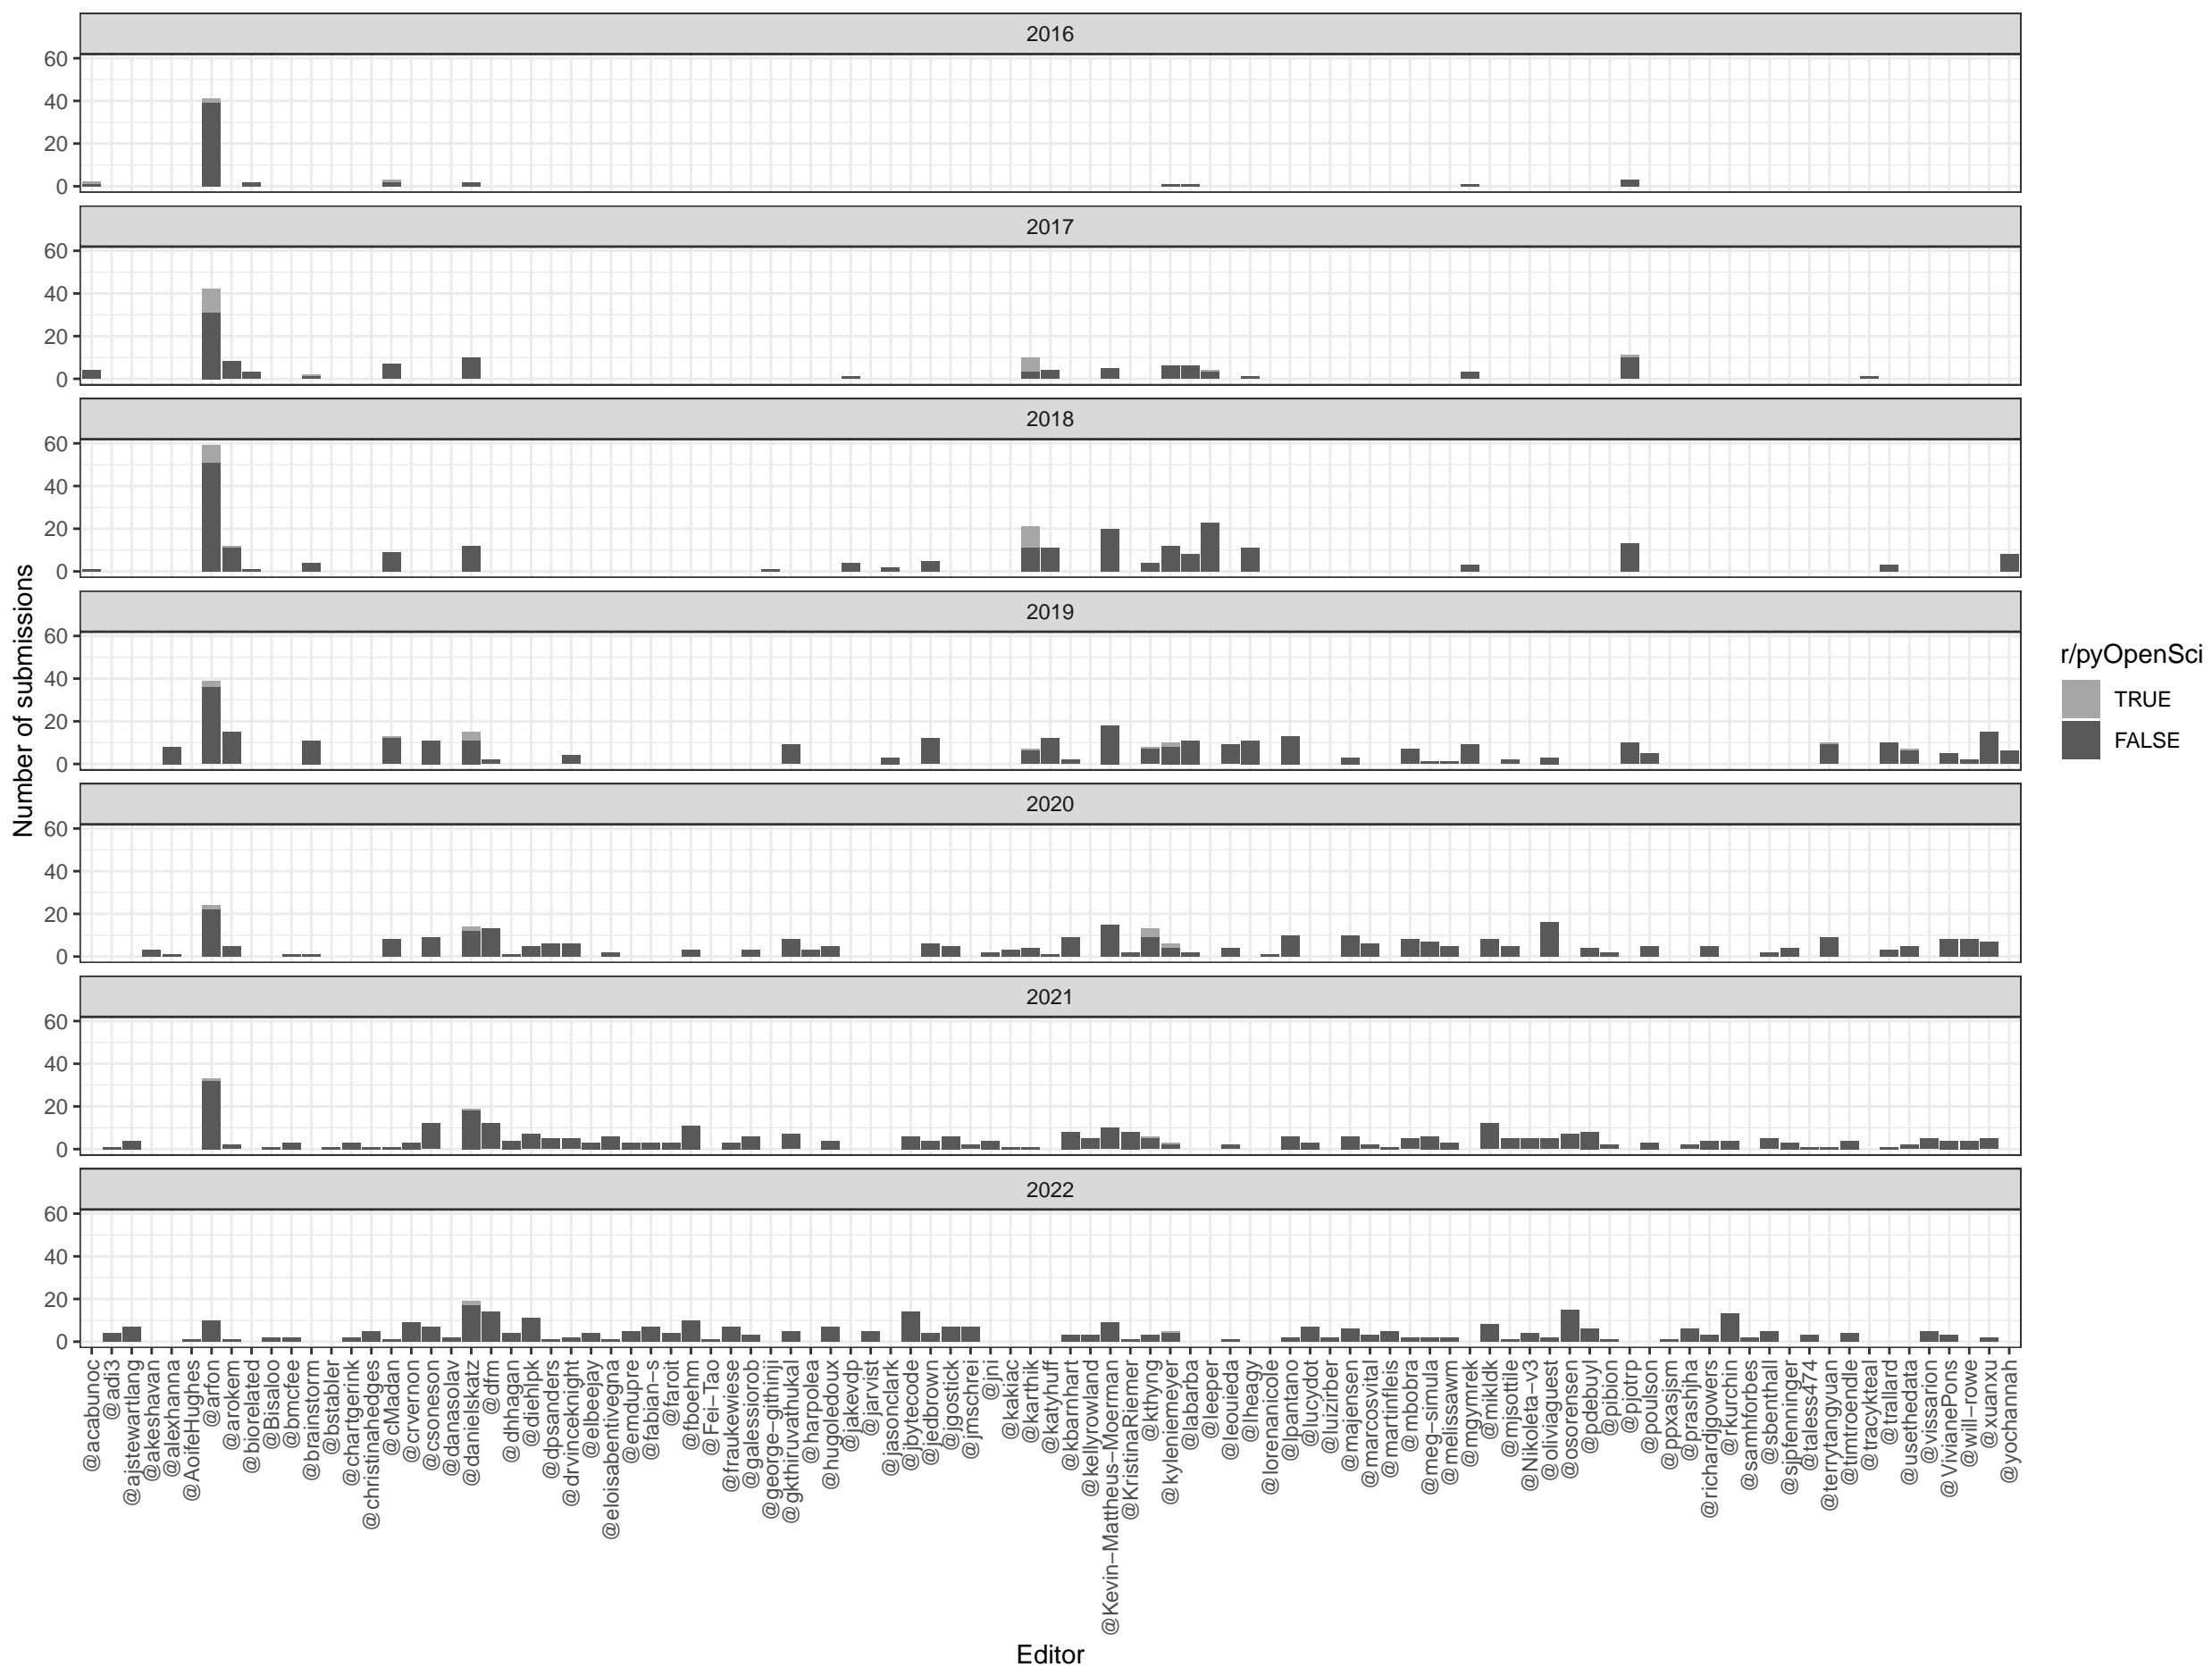 2016
60
40
20
0
2017
60
40
20
0
2018
60
40
20
0
2019
60
40
20
0
2020
60
40
20
0
2021
60
40
20
0
2022
60
40
20
0
Number of submissions
@acabunoc
@adi3
@ajstewartlang
@akeshavan
@alexhanna
@AoifeHughes
@arfon
@arokem
@biorelated
@Bisaloo
@bmcfee
@brainstorm
@bstabler
@chartgerink
@christinahedges
@cMadan
@crvernon
@csoneson
@danasolav
@danielskatz
@dfm
@dhhagan
@diehlpk
@dpsanders
@drvinceknight
@elbeejay
@eloisabentivegna
@emdupre
@fabian−s
@faroit
@fboehm
@Fei−Tao
@fraukewiese
@galessiorob
@george−githinji
@gkthiruvathukal
@harpolea
@hugoledoux
@jakevdp
@jarvist
@jasonclark
@jbytecode
@jedbrown
@jgostick
@jmschrei
@jni
@kakiac
@karthik
@katyhuff
@kbarnhart
@kellyrowland
@Kevin−Mattheus−Moerman
@KristinaRiemer
@kthyng
@kyleniemeyer
@labarba
@leeper
@leouieda
@lheagy
@lorenanicole
@lpantano
@lucydot
@luizirber
@majensen
@marcosvital
@martinfleis
@mbobra
@meg−simula
@melissawm
@mgymrek
@mikldk
@mjsottile
@Nikoleta−v3
@oliviaguest
@osorensen
@pdebuyl
@pibion
@pjotrp
@poulson
@ppxasjsm
@prashjha
@richardjgowers
@rkurchin
@samhforbes
@sbenthall
@sjpfenninger
@taless474
@terrytangyuan
@timtroendle
@tracykteal
@trallard
@usethedata
@vissarion
@VivianePons
@will−rowe
@xuanxu
@yochannah
Editor
r/pyOpenSci
TRUE
FALSE